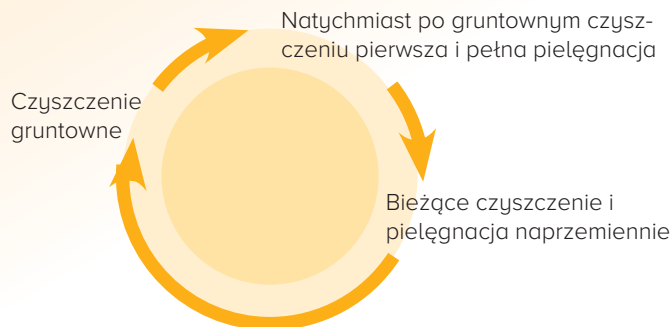 Natychmiast po gruntownym czysz-
czeniu pierwsza i pełna pielęgnacja
Czyszczenie
gruntowne
Bieżące czyszczenie i
pielęgnacja naprzemiennie